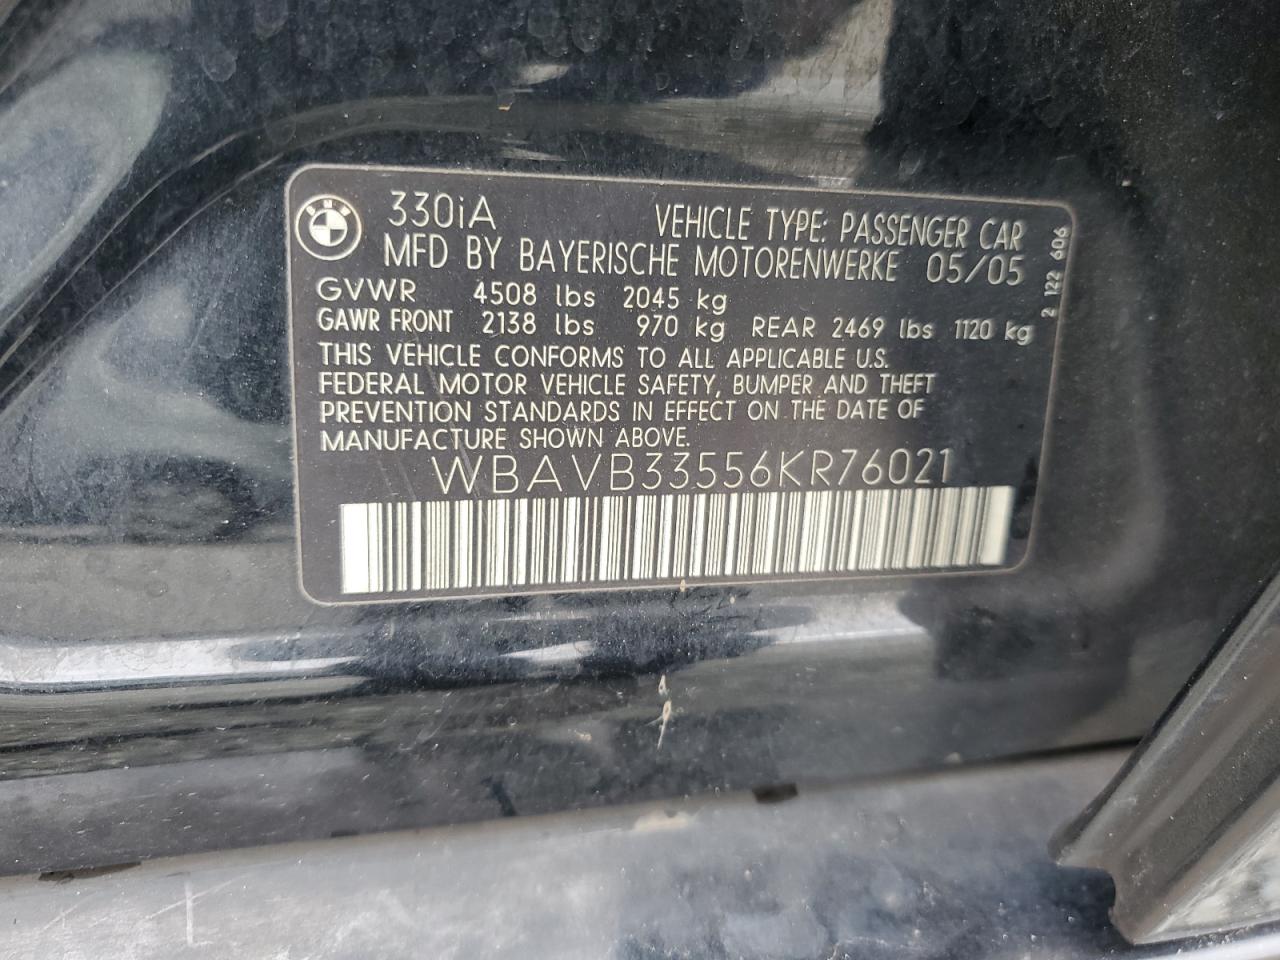 330iA VEHICLE TYPE: PASSENGER CAR
MFD BY BAYERISCHE MOTORENWERKE 05/05
GVWR 4508 lbs 2045 kg
GAWR FRONT 2138 lbs 970 kg REAR 2469 lbs 1120 kg
THIS VEHICLE CONFORMS TO ALL APPLICABLE U.S.
FEDERAL MOTOR VEHICLE SAFETY, BUMPER AND THEFT
PREVENTION STANDARDS IN EFFECT ON THE DATE OF
MANUFACTURE SHOWN ABOVE.
WBAVB33556KR76021
2 122 606